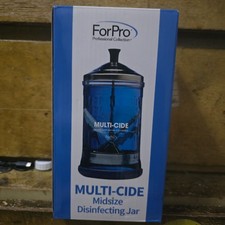 ForPro
Professional Collection
MULTI-CIDE
MULTI-CIDE
Midsize
Disinfecting Jar